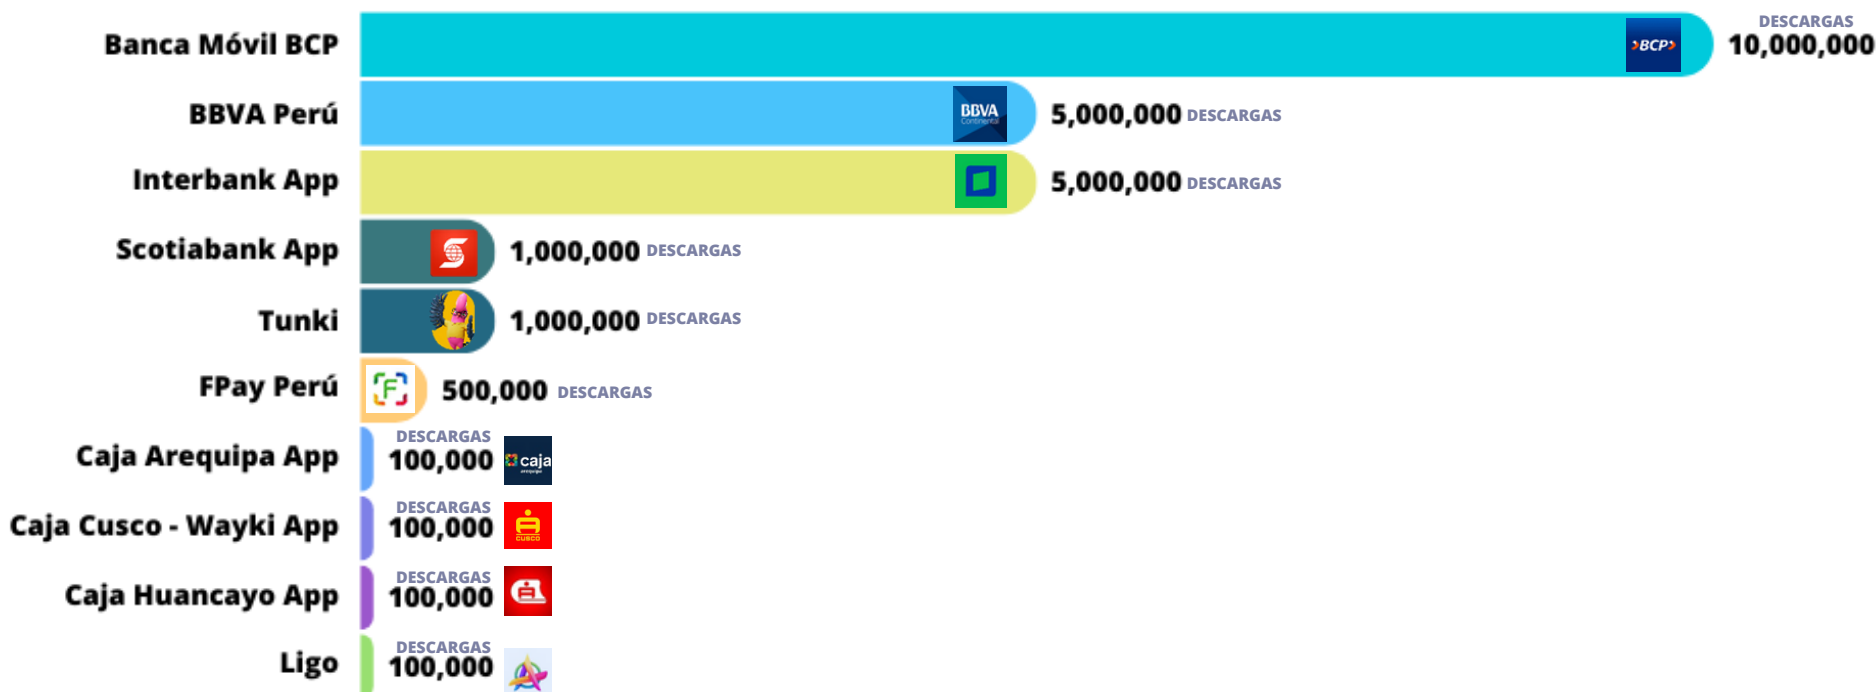 Banca Móvil BCP
BCP
DESCARGAS
10,000,000
BBVA Perú
BBVA
Continental
5,000,000 DESCARGAS
Interbank App
5,000,000 DESCARGAS
Scotiabank App
1,000,000 DESCARGAS
Tunki
1,000,000 DESCARGAS
FPay Perú
F
500,000 DESCARGAS
Caja Arequipa App
DESCARGAS
100,000
caja
arequipa
Caja Cusco - Wayki App
DESCARGAS
100,000
CUSCO
Caja Huancayo App
DESCARGAS
100,000
Ligo
DESCARGAS
100,000